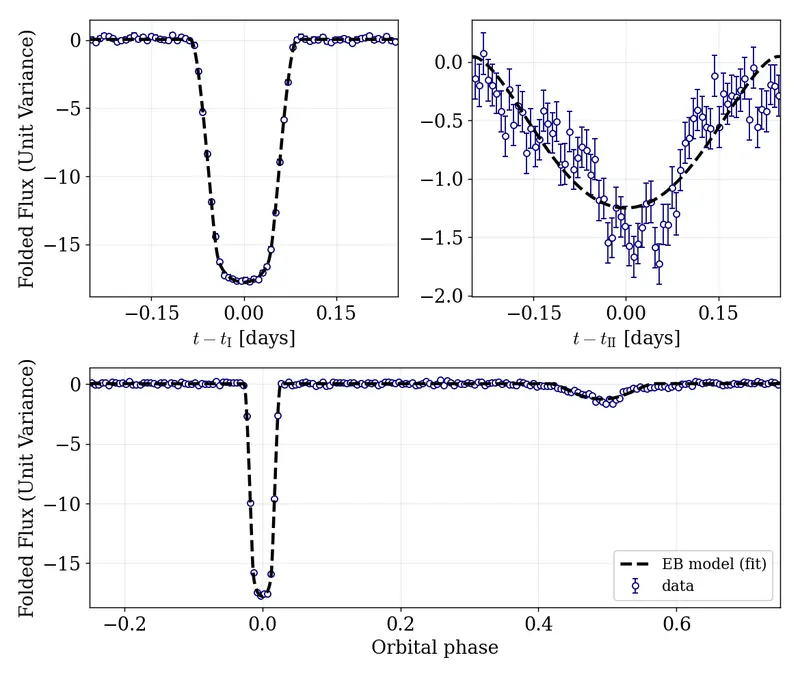 Folded Flux (Unit Variance)
0
−5
−10
−15
−0.15 0.00 0.15
t − tI [days]
0.0
−0.5
−1.0
−1.5
−2.0
−0.15 0.00 0.15
t − tII [days]
Folded Flux (Unit Variance)
0
−5
−10
−15
EB model (fit)
data
−0.2 0.0 0.2 0.4 0.6
Orbital phase